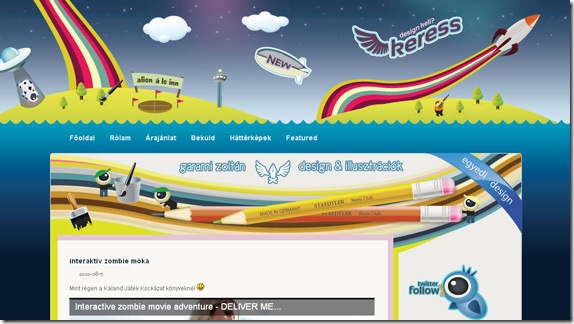 design kell?
keress
NEW
alien á le inn
Főoldal Rólam Árajánlat Bekuld Háttérképek Featured
garami zoltán design & illusztrációk
egyedi design
MADE IN GERMANY STAEDTLER Noris Club
STAEDTLER Noris Club
interaktív zombie móka
2010-08-7
Mint régen a Kaland Játék Kockázat könyveknél
Interactive zombie movie adventure - DELIVER ME...
twitter
follow